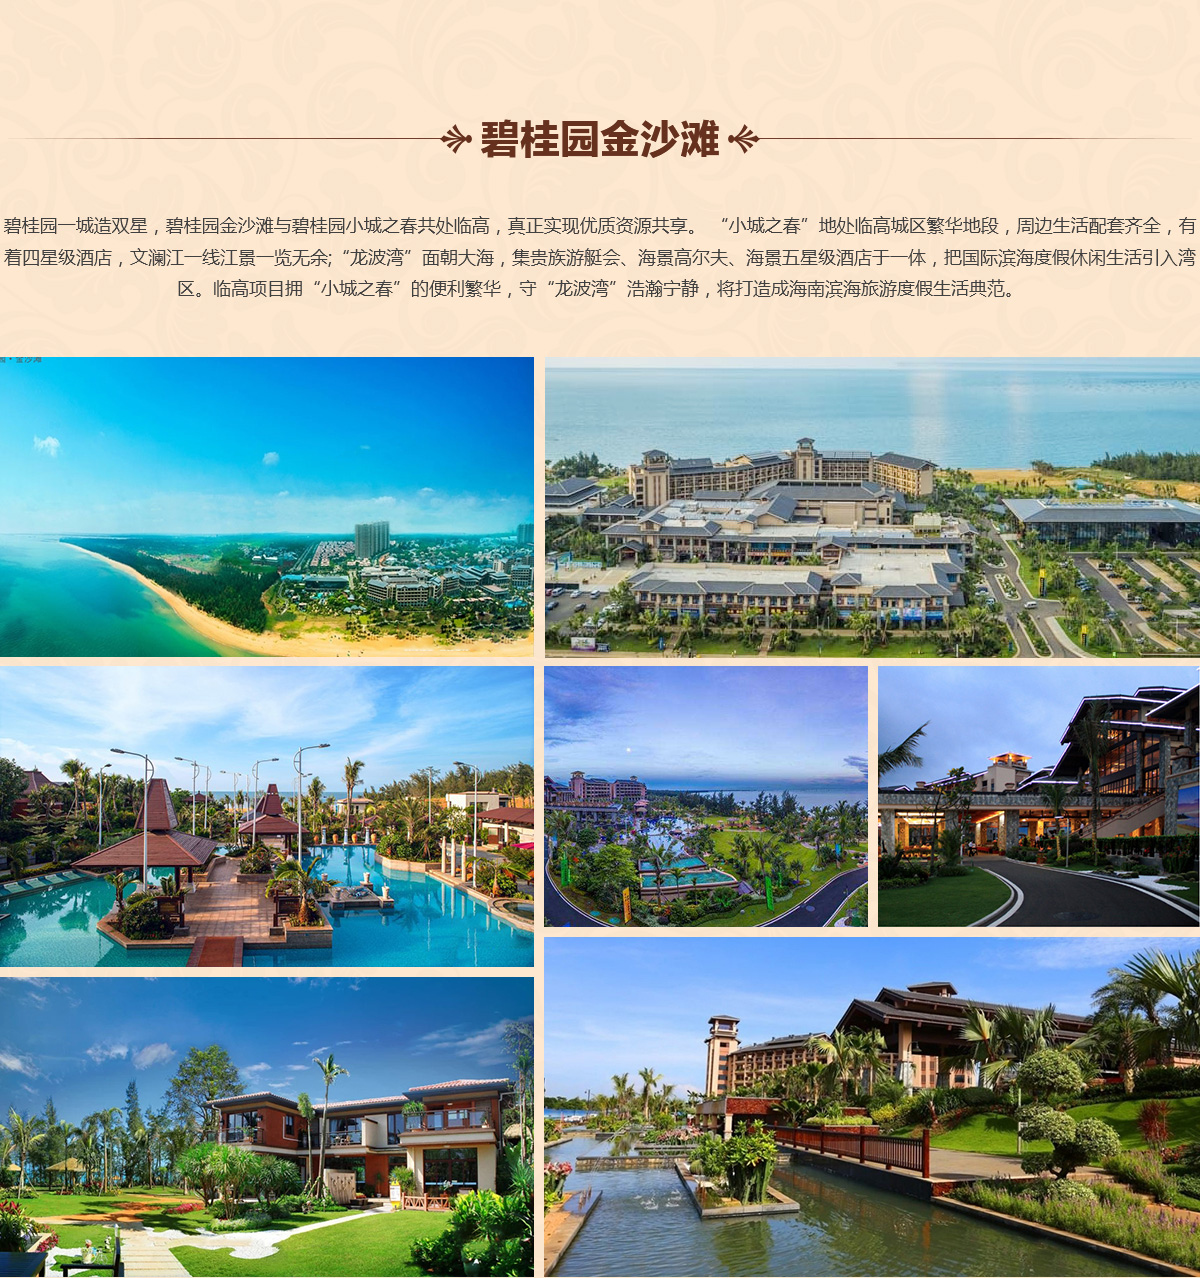 碧桂园金沙滩
碧桂园一城造双星，碧桂园金沙滩与碧桂园小城之春共处临高，真正实现优质资源共享。 “小城之春”地处临高城区繁华地段，周边生活配套齐全，有
着四星级酒店，文澜江一线江景一览无余;“龙波湾”面朝大海，集贵族游艇会、海景高尔夫、海景五星级酒店于一体，把国际滨海度假休闲生活引入湾
区。临高项目拥“小城之春”的便利繁华，守“龙波湾”浩瀚宁静，将打造成海南滨海旅游度假生活典范。